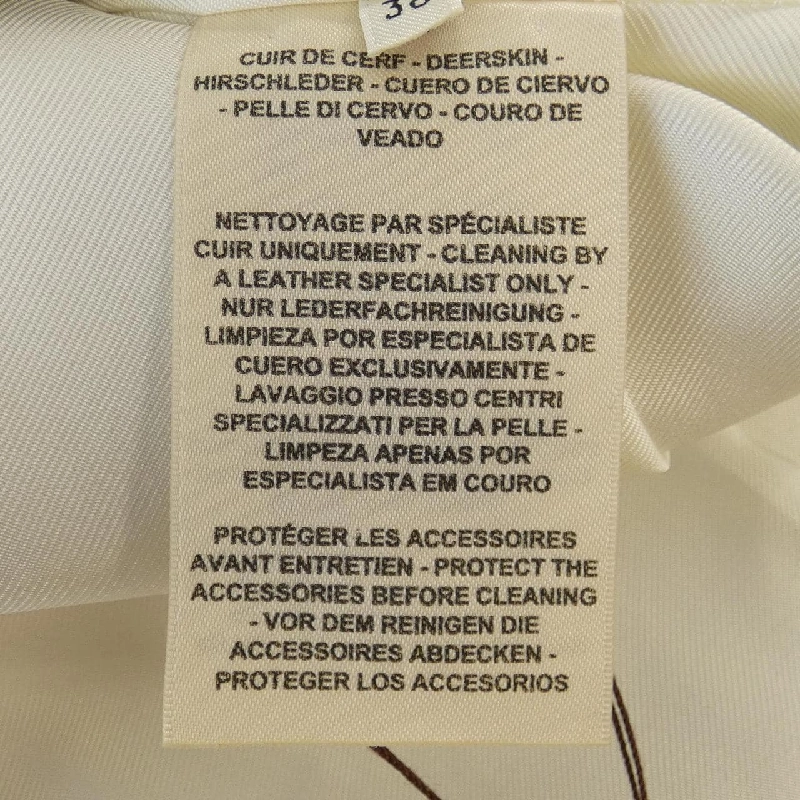 CUIR DE CERF - DEERSKIN -
HIRSCHLEDER - CUERO DE CIERVO
- PELLE DI CERVO - COURO DE
VEADO
NETTOYAGE PAR SPÉCIALISTE
CUIR UNIQUEMENT - CLEANING BY
A LEATHER SPECIALIST ONLY -
NUR LEDERFACHREINIGUNG -
LIMPIEZA POR ESPECIALISTA DE
CUERO EXCLUSIVAMENTE -
LAVAGGIO PRESSO CENTRI
SPECIALIZZATI PER LA PELLE -
LIMPEZA APENAS POR
ESPECIALISTA EM COURO
PROTÉGER LES ACCESSOIRES
AVANT ENTRETIEN - PROTECT THE
ACCESSORIES BEFORE CLEANING
- VOR DEM REINIGEN DIE
ACCESSOIRES ABDECKEN -
PROTEGER LOS ACCESORIOS